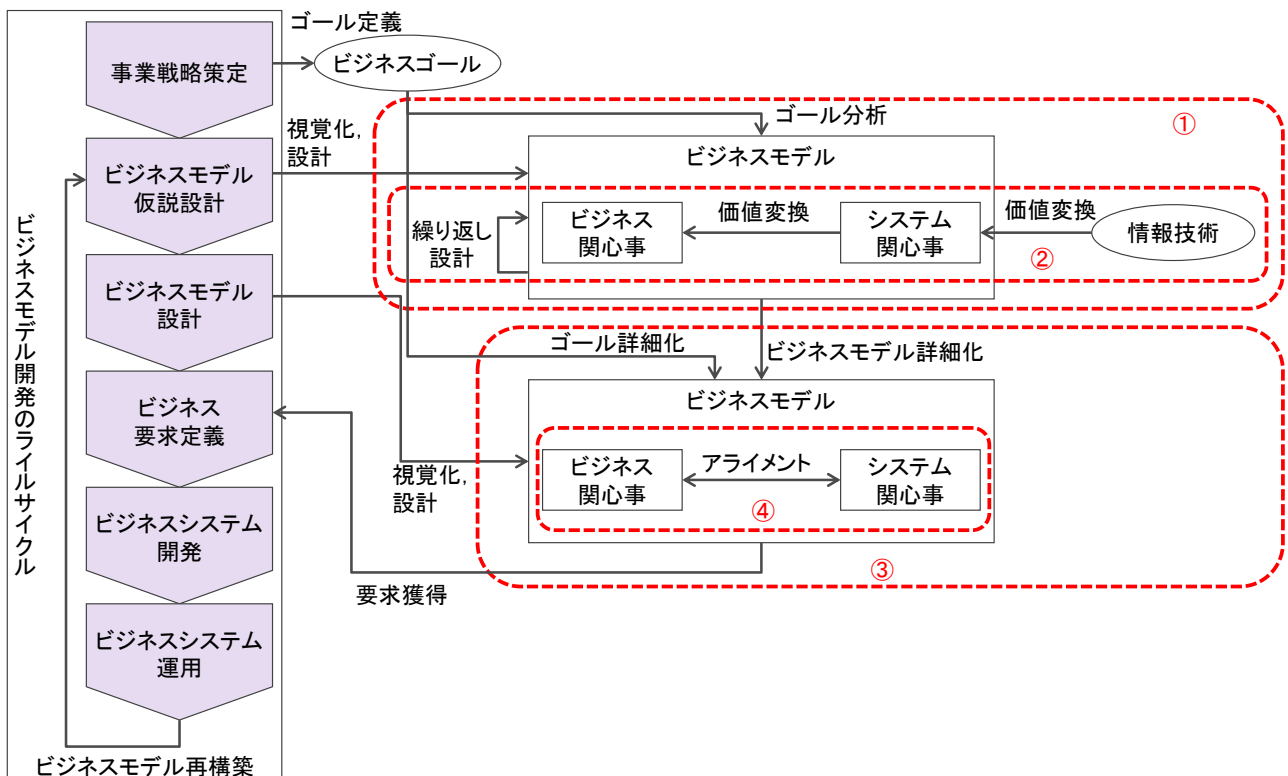 ビジネスモデル開発のライルサイクル
事業戦略策定
ビジネスモデル
仮説設計
ビジネスモデル
設計
ビジネス
要求定義
ビジネスシステム
開発
ビジネスシステム
運用
ビジネスモデル再構築
ゴール定義
ビジネスゴール
視覚化,
設計
ゴール分析
①
ビジネスモデル
繰り返し
設計
ビジネス
関心事
価値変換
システム
関心事
価値変換
情報技術
②
ゴール詳細化
ビジネスモデル詳細化
ビジネスモデル
視覚化,
設計
ビジネス
関心事
アライメント
システム
関心事
④
③
要求獲得